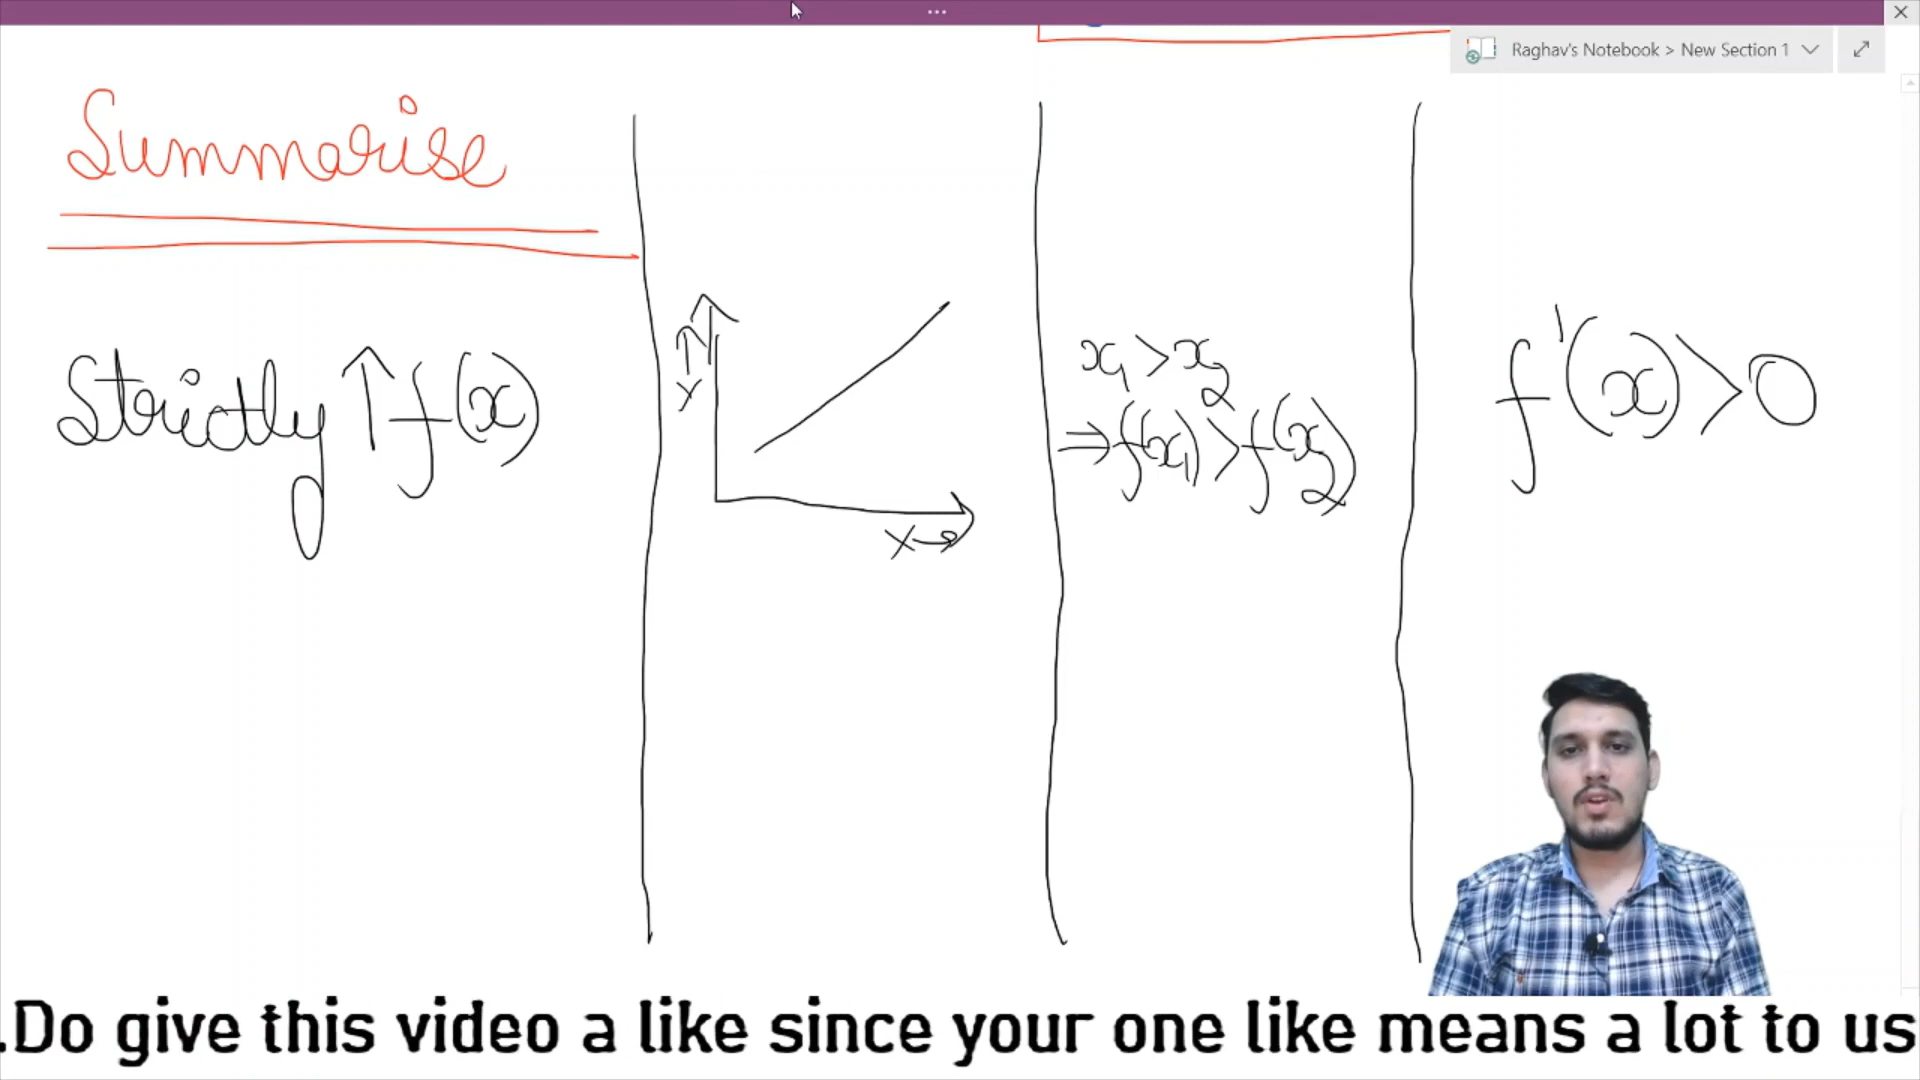 Raghav's Notebook > New Section 1
Summarise
Strictly ↑ f(x)
Y→
X→
x₁ > x₂
⇒ f(x₁) > f(x₂)
f'(x) > 0
.Do give this video a like since your one like means a lot to us